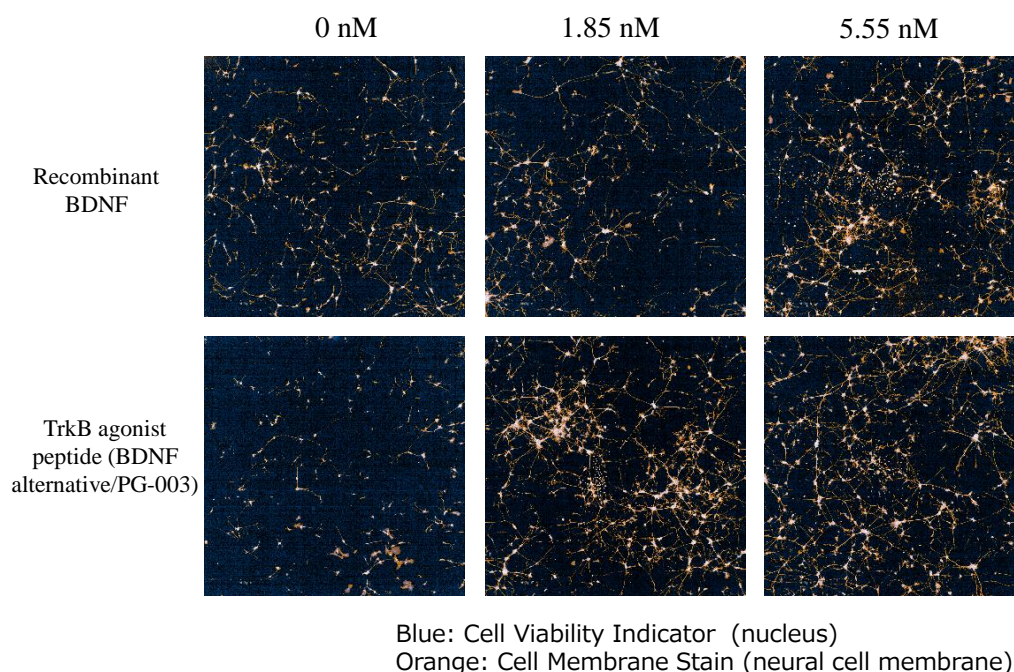 0 nM
1.85 nM
5.55 nM
Recombinant
BDNF
TrkB agonist
peptide (BDNF
alternative/PG-003)
Blue: Cell Viability Indicator (nucleus)
Orange: Cell Membrane Stain (neural cell membrane)